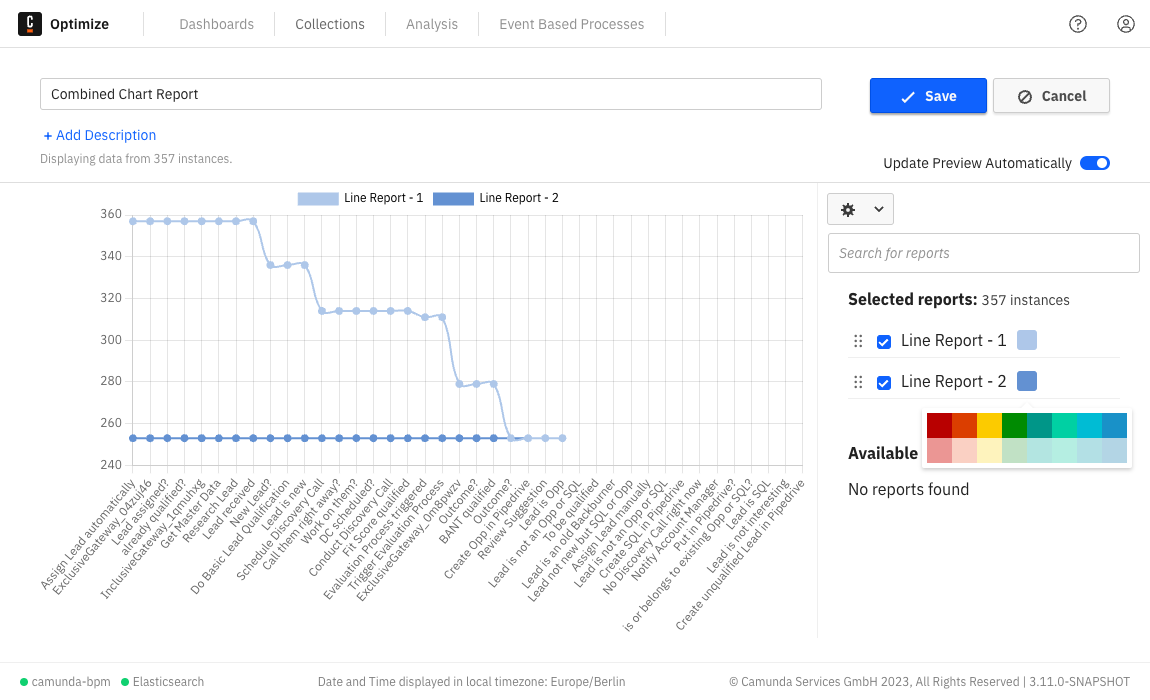 C Optimize Dashboards Collections Analysis Event Based Processes
Combined Chart Report
Save
Cancel
+ Add Description
Displaying data from 357 instances.
Update Preview Automatically
Line Report - 1 Line Report - 2
360
340
320
300
280
260
240
Assign Lead automatically
ExclusiveGateway_04zuj46
Lead assigned?
already qualified?
InclusiveGateway_1qmuhxg
Get Master Data
Research Lead
Lead received
New Lead?
Do Basic Lead Qualification
Lead is new
Schedule Discovery Call
Call them right away?
Work on them?
DC scheduled?
Conduct Discovery Call
Fit Score qualified
Evaluation Process triggered
Trigger Evaluation Process
ExclusiveGateway_0m8pwzv
Outcome?
BANT qualified
Outcome?
Create Opp in Pipedrive
Review Suggestion
Lead is Opp
Lead is not an Opp or SQL
To be qualified
Lead is an old Backburner
Lead not new but SQL or Opp
Assign Lead manually
Lead is not an Opp or SQL
Create SQL in Pipedrive
No Discovery Call right now
Notify Account Manager
Put in Pipedrive?
is or belongs to existing Opp or SQL?
Lead is SQL
Lead is not interesting
Create unqualified Lead in Pipedrive
Search for reports
Selected reports: 357 instances
Line Report - 1
Line Report - 2
Available
No reports found
camunda-bpm Elasticsearch
Date and Time displayed in local timezone: Europe/Berlin
© Camunda Services GmbH 2023, All Rights Reserved | 3.11.0-SNAPSHOT